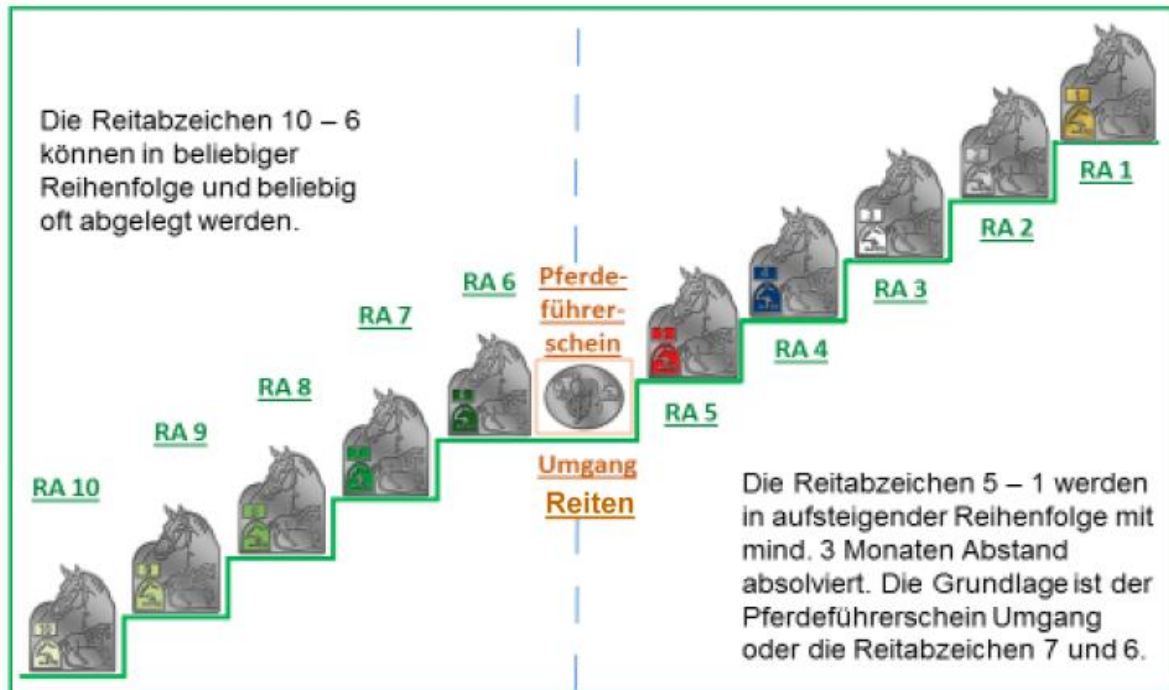 Die Reitabzeichen 10 – 6
können in beliebiger
Reihenfolge und beliebig
oft abgelegt werden.
RA 10
RA 9
RA 8
RA 7
RA 6
Pferde-
führer-
schein
Umgang
Reiten
RA 5
RA 4
RA 3
RA 2
RA 1
10
1
Die Reitabzeichen 5 – 1 werden
in aufsteigender Reihenfolge mit
mind. 3 Monaten Abstand
absolviert. Die Grundlage ist der
Pferdeführerschein Umgang
oder die Reitabzeichen 7 und 6.